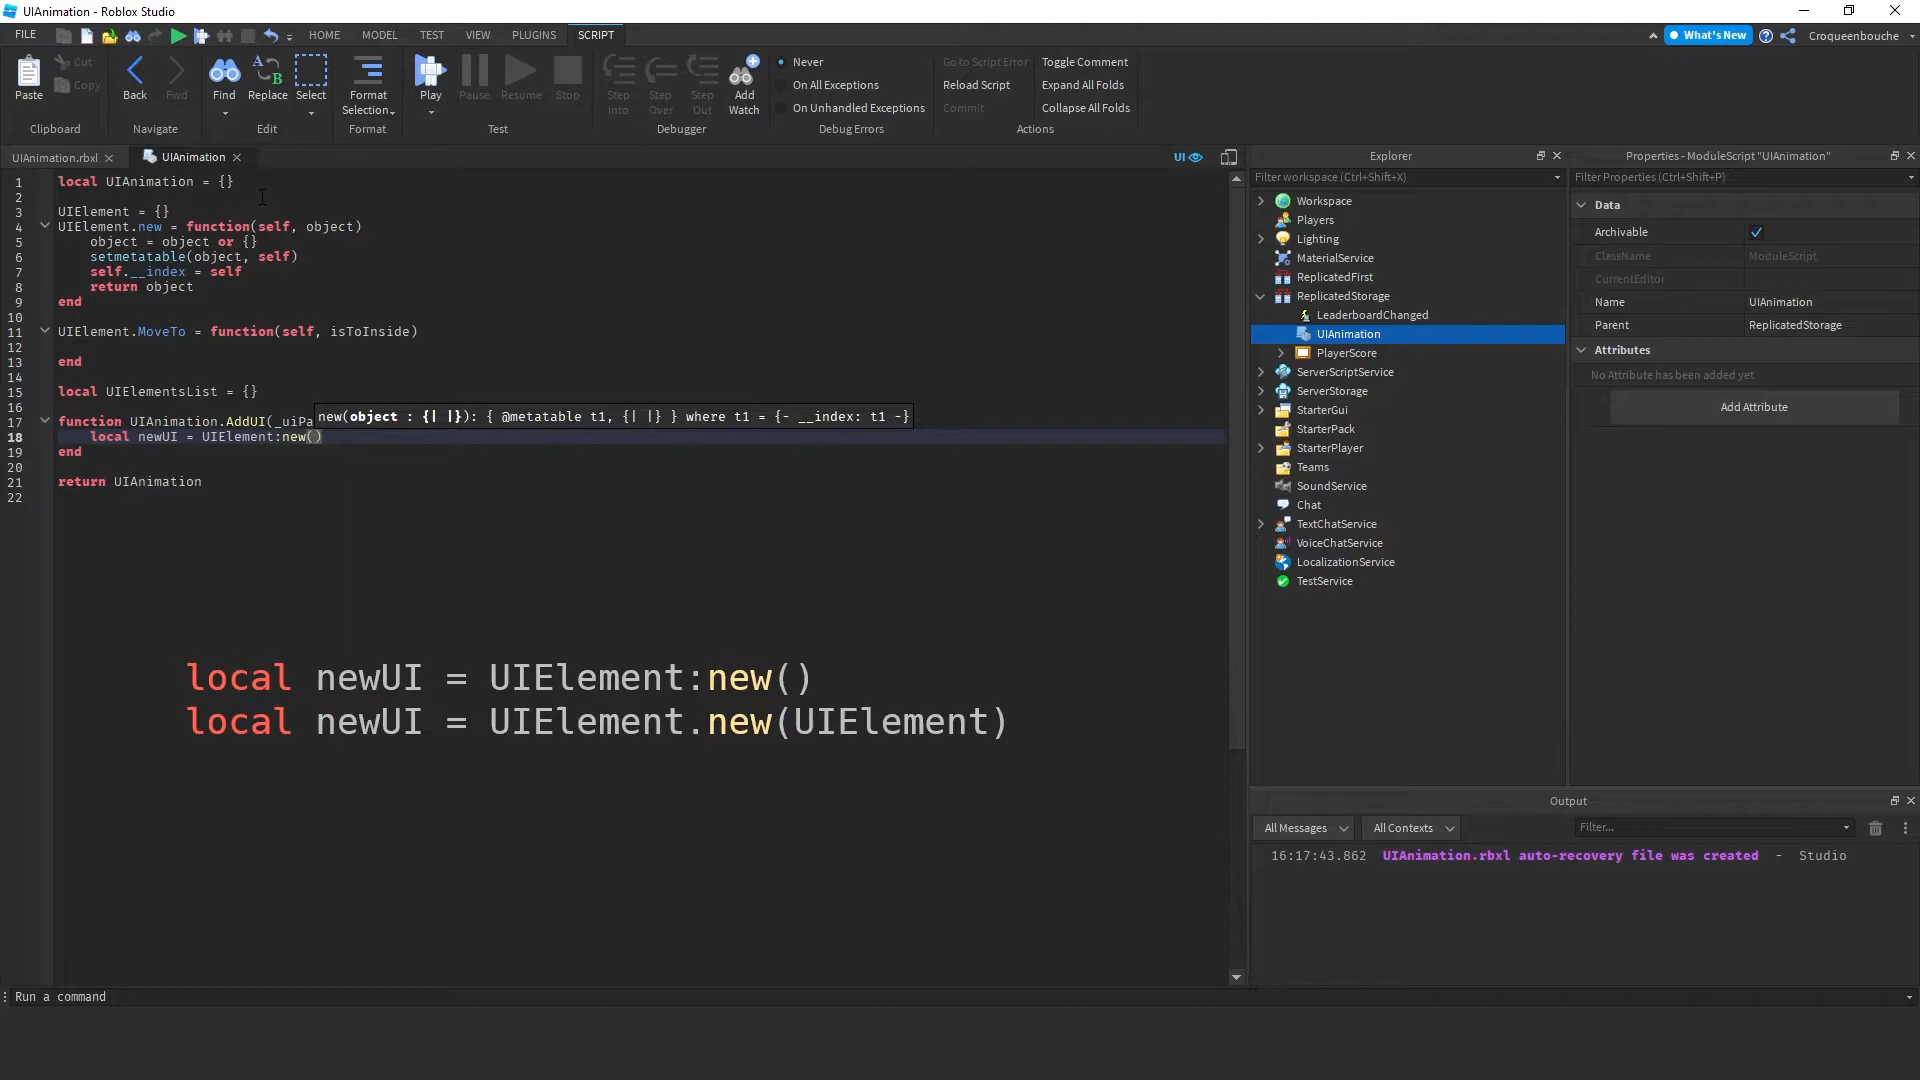 UIAnimation - Roblox Studio
FILE HOME MODEL TEST VIEW PLUGINS SCRIPT What's New Croqueenbouche
Paste Cut Copy Clipboard
Back Fwd Navigate
Find Replace Select Edit
Format Selection Format
Play Pause Resume Stop Test
Step Into Step Over Step Out Add Watch Debugger
Never
On All Exceptions
On Unhandled Exceptions
Debug Errors
Go to Script Error Toggle Comment
Reload Script Expand All Folds
Commit Collapse All Folds
Actions
UIAnimation.rbxl UIAnimation UI
1 local UIAnimation = {}
2
3 UIElement = {}
4 UIElement.new = function(self, object)
5 object = object or {}
6 setmetatable(object, self)
7 self.__index = self
8 return object
9 end
10
11 UIElement.MoveTo = function(self, isToInside)
12
13 end
14
15 local UIElementsList = {}
16
17 function UIAnimation.AddUI(_uiPa
new(object : {| |}): { @metatable t1, {| |} } where t1 = {- __index: t1 -}
18 local newUI = UIElement:new()
19 end
20
21 return UIAnimation
22
local newUI = UIElement:new()
local newUI = UIElement.new(UIElement)
Explorer
Filter workspace (Ctrl+Shift+X)
Workspace
Players
Lighting
MaterialService
ReplicatedFirst
ReplicatedStorage
LeaderboardChanged
UIAnimation
PlayerScore
ServerScriptService
ServerStorage
StarterGui
StarterPack
StarterPlayer
Teams
SoundService
Chat
TextChatService
VoiceChatService
LocalizationService
TestService
Properties - ModuleScript "UIAnimation"
Filter Properties (Ctrl+Shift+P)
Data
Archivable
ClassName ModuleScript
CurrentEditor
Name UIAnimation
Parent ReplicatedStorage
Attributes
No Attribute has been added yet
Add Attribute
Output
All Messages All Contexts Filter...
16:17:43.862 UIAnimation.rbxl auto-recovery file was created - Studio
Run a command